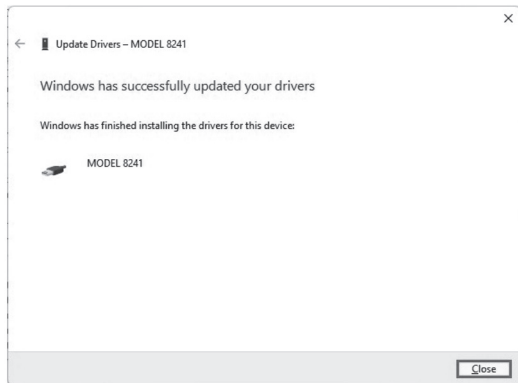 Update Drivers – MODEL 8241
Windows has successfully updated your drivers
Windows has finished installing the drivers for this device:
MODEL 8241
Close